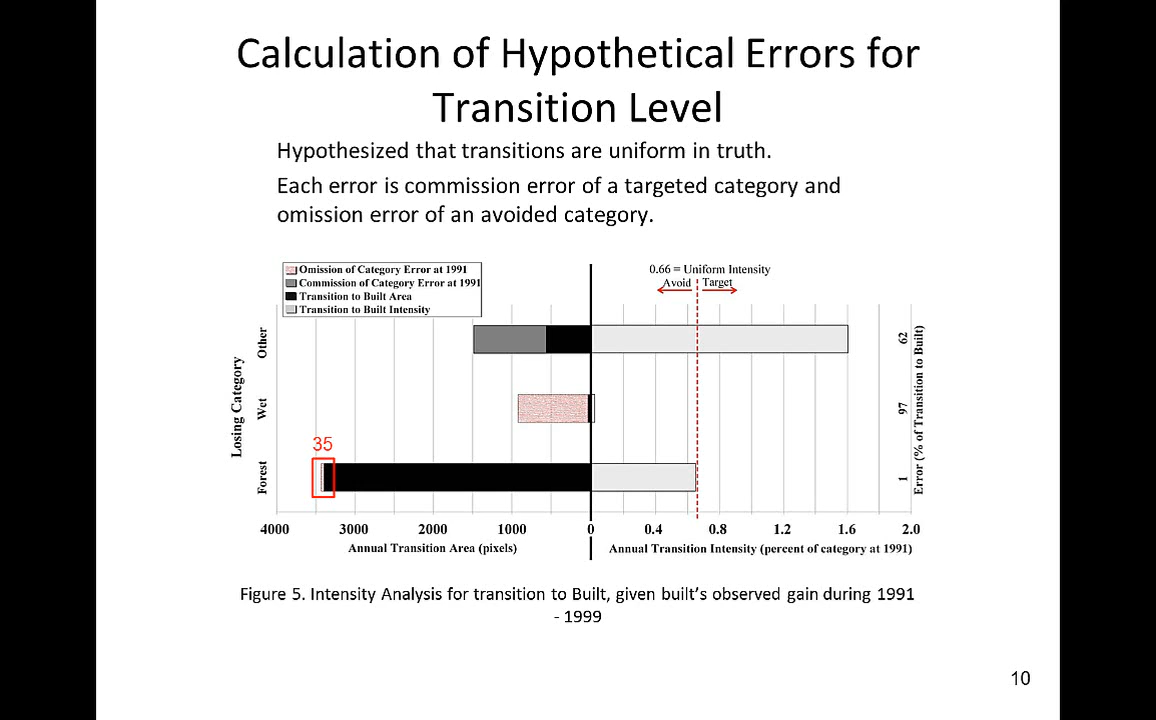 Calculation of Hypothetical Errors for
Transition Level
Hypothesized that transitions are uniform in truth.
Each error is commission error of a targeted category and
omission error of an avoided category.
Omission of Category Error at 1991
Commission of Category Error at 1991
Transition to Built Area
Transition to Built Intensity
0.66 = Uniform Intensity
Avoid Target
Losing Category
Other
Wet
Forest
35
62
97
1
Error (% of Transition to Built)
4000 3000 2000 1000 0 0.4 0.8 1.2 1.6 2.0
Annual Transition Area (pixels)
Annual Transition Intensity (percent of category at 1991)
Figure 5. Intensity Analysis for transition to Built, given built's observed gain during 1991
- 1999
10